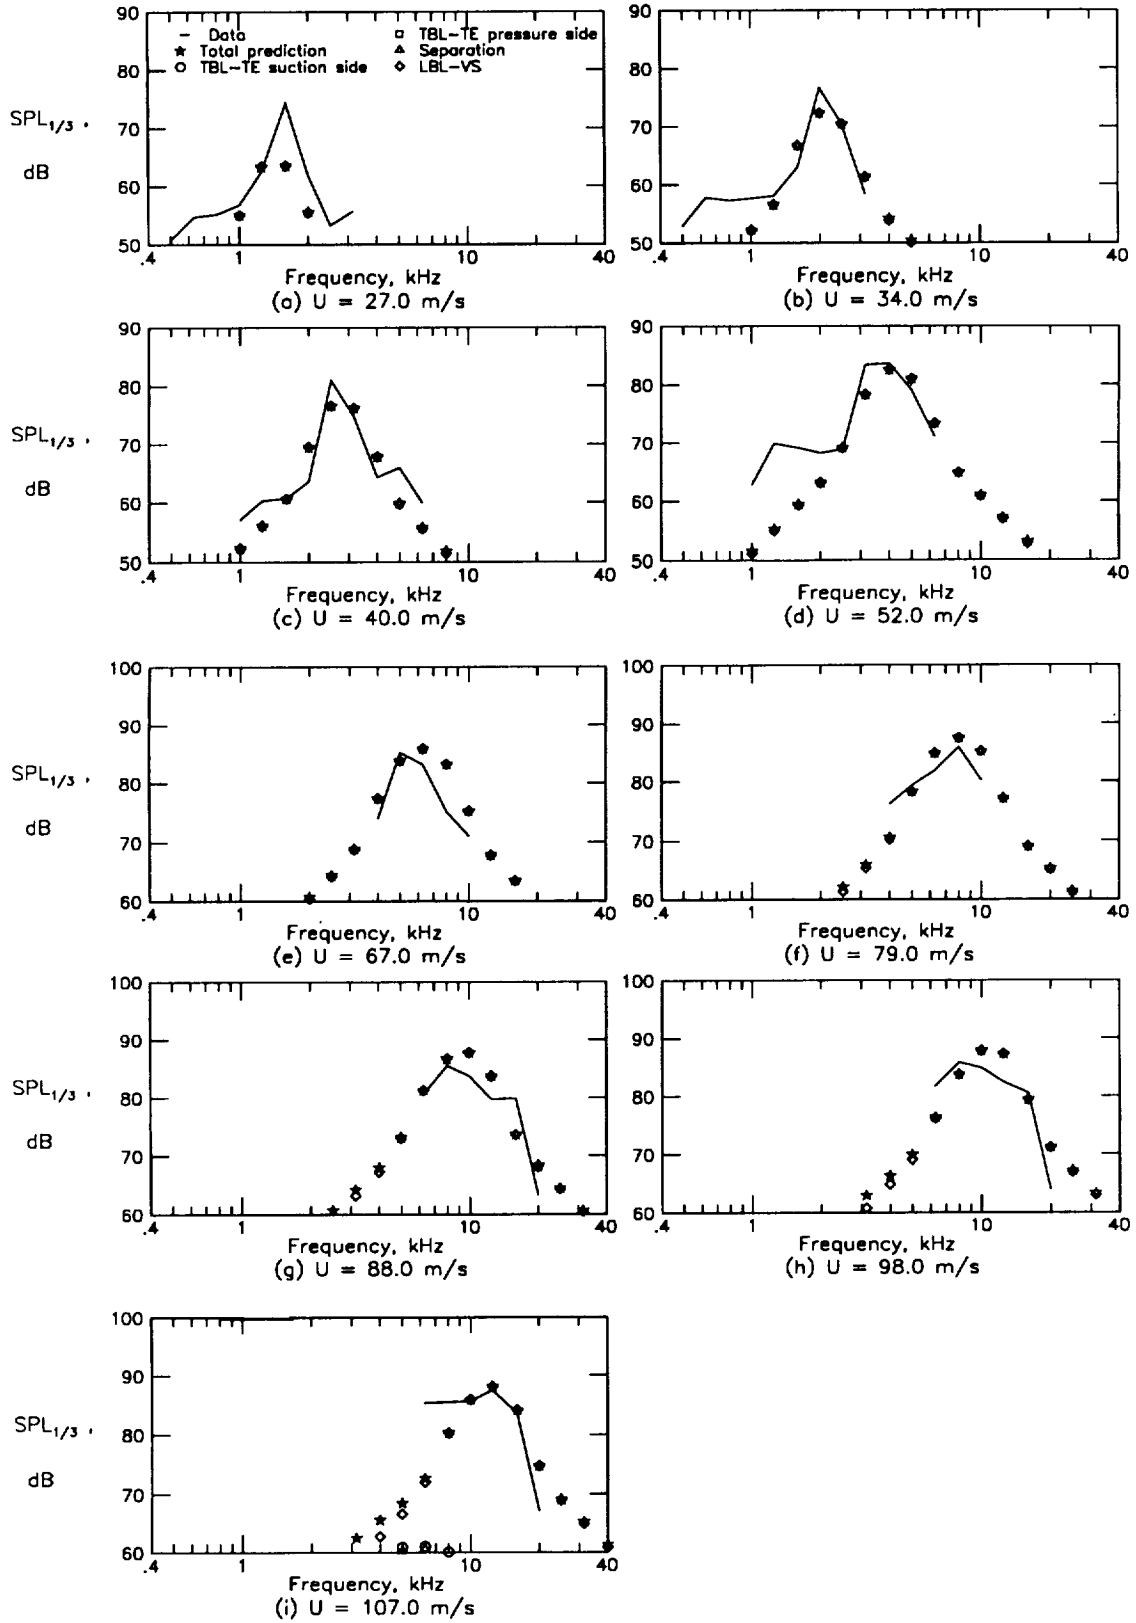 90
80
70
60
50
SPL1/3 ,
dB
— Data
★ Total prediction
○ TBL-TE suction side
□ TBL-TE pressure side
△ Separation
◇ LBL-VS
.4 1 10 40
Frequency, kHz
(a) U = 27.0 m/s
90
80
70
60
50
.4 1 10 40
Frequency, kHz
(b) U = 34.0 m/s
90
80
70
60
50
SPL1/3 ,
dB
.4 1 10 40
Frequency, kHz
(c) U = 40.0 m/s
90
80
70
60
50
.4 1 10 40
Frequency, kHz
(d) U = 52.0 m/s
100
90
80
70
60
SPL1/3 ,
dB
.4 1 10 40
Frequency, kHz
(e) U = 67.0 m/s
100
90
80
70
60
.4 1 10 40
Frequency, kHz
(f) U = 79.0 m/s
100
90
80
70
60
SPL1/3 ,
dB
.4 1 10 40
Frequency, kHz
(g) U = 88.0 m/s
100
90
80
70
60
.4 1 10 40
Frequency, kHz
(h) U = 98.0 m/s
100
90
80
70
60
SPL1/3 ,
dB
.4 1 10 40
Frequency, kHz
(i) U = 107.0 m/s